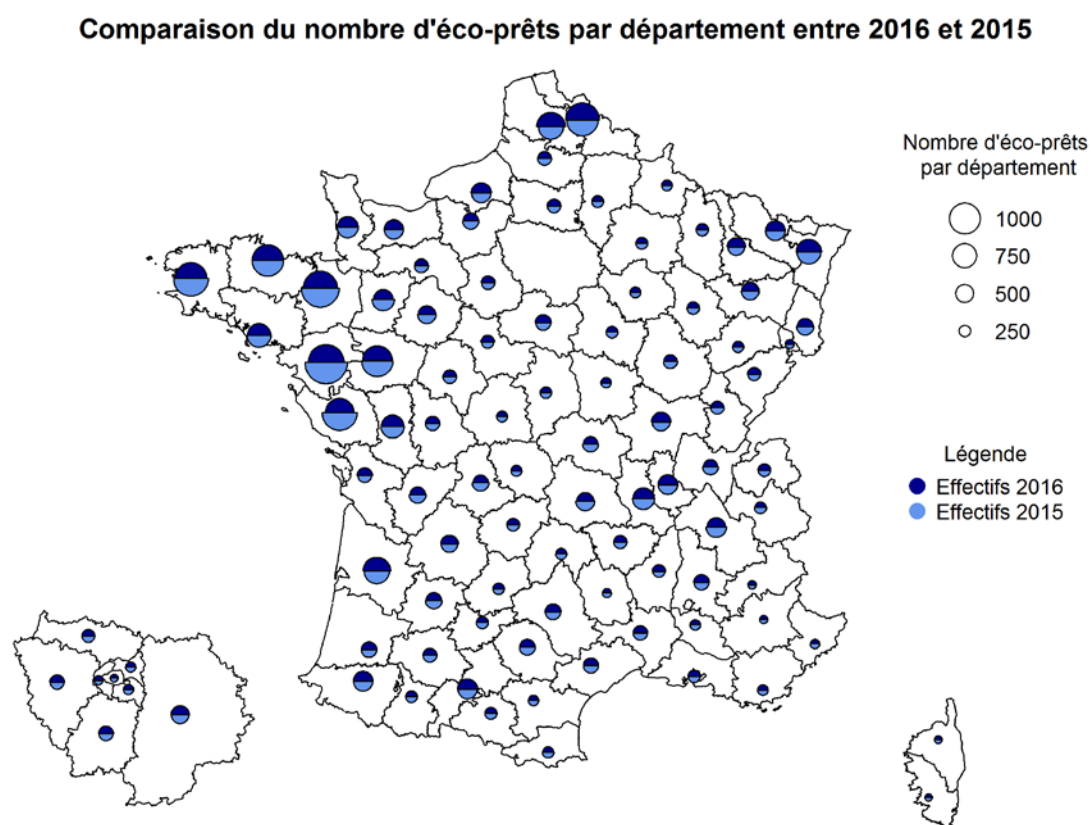 Comparaison du nombre d'éco-prêts par département entre 2016 et 2015
Nombre d'éco-prêts
par département
1000
750
500
250
Légende
Effectifs 2016
Effectifs 2015